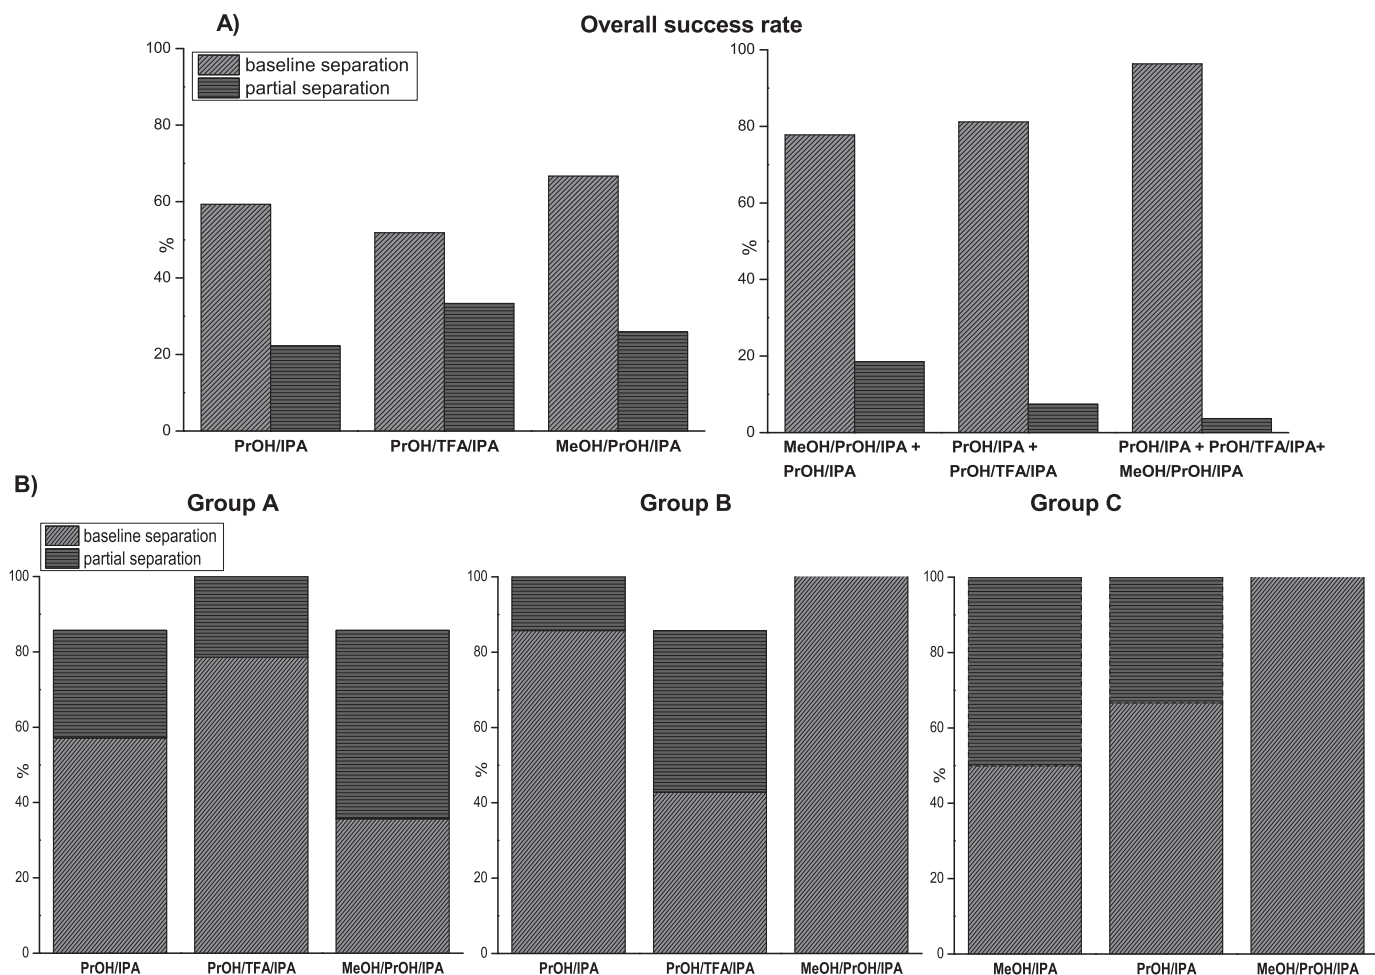 A)
Overall success rate
baseline separation
partial separation
100
80
60
40
20
0
%
PrOH/IPA
PrOH/TFA/IPA
MeOH/PrOH/IPA
100
80
60
40
20
0
%
MeOH/PrOH/IPA +
PrOH/IPA
PrOH/IPA +
PrOH/TFA/IPA
PrOH/IPA + PrOH/TFA/IPA+
MeOH/PrOH/IPA
B)
Group A
baseline separation
partial separation
100
80
60
40
20
0
%
PrOH/IPA
PrOH/TFA/IPA
MeOH/PrOH/IPA
Group B
100
80
60
40
20
0
%
PrOH/IPA
PrOH/TFA/IPA
MeOH/PrOH/IPA
Group C
100
80
60
40
20
0
%
MeOH/IPA
PrOH/IPA
MeOH/PrOH/IPA